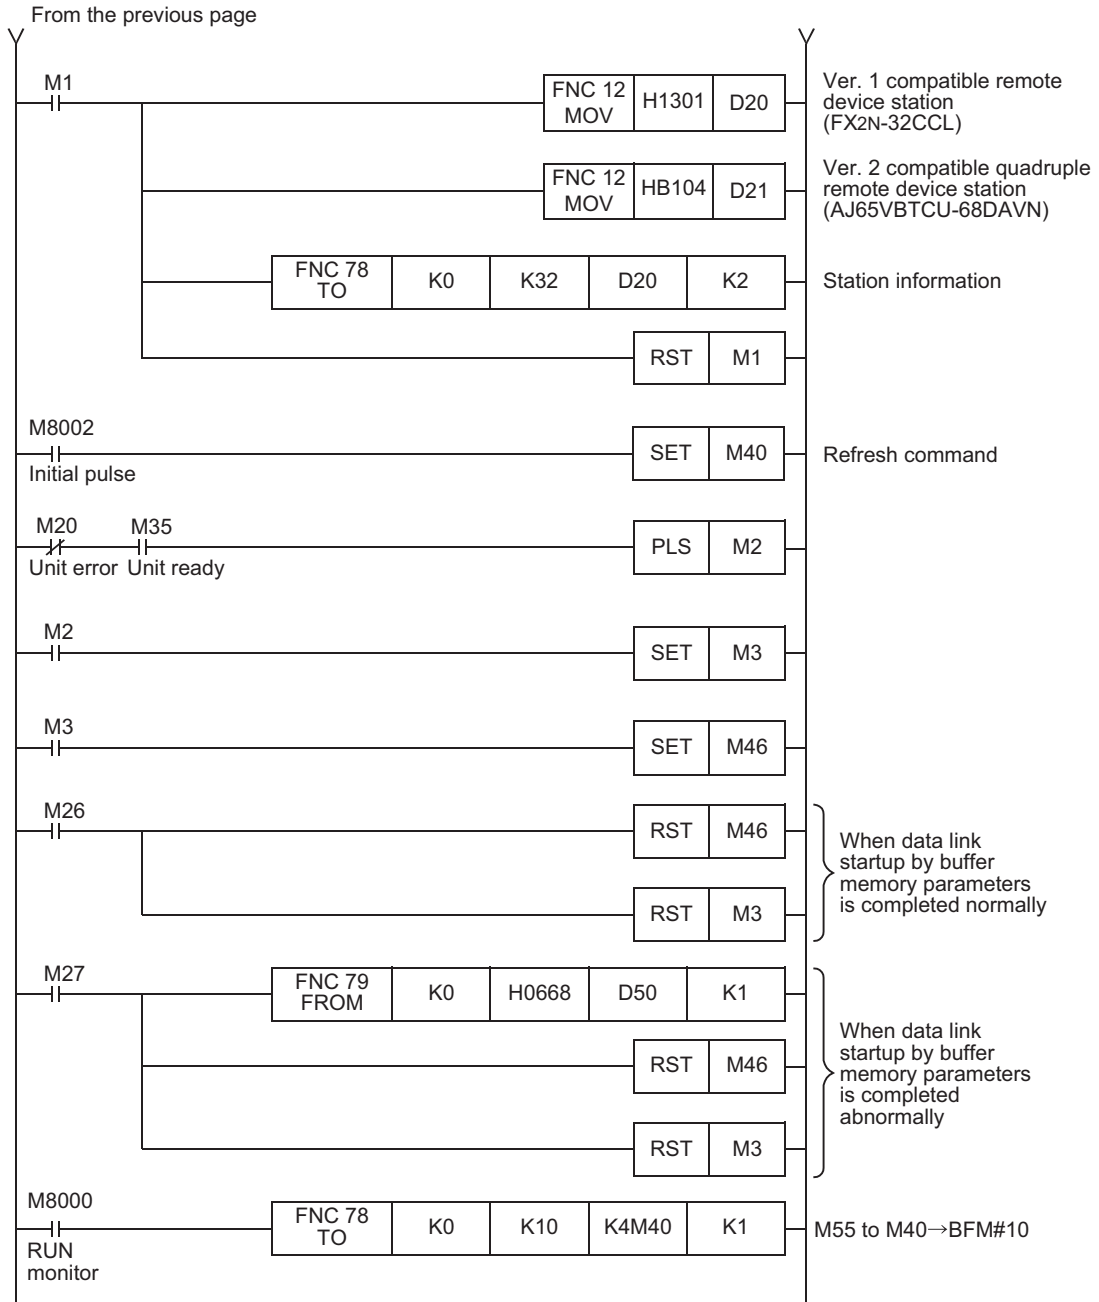 From the previous page
M1
FNC 12
MOV
H1301
D20
Ver. 1 compatible remote
device station
(FX2N-32CCL)
FNC 12
MOV
HB104
D21
Ver. 2 compatible quadruple
remote device station
(AJ65VBTCU-68DAVN)
FNC 78
TO
K0
K32
D20
K2
Station information
RST
M1
M8002
Initial pulse
SET
M40
Refresh command
M20
Unit error
M35
Unit ready
PLS
M2
M2
SET
M3
M3
SET
M46
M26
RST
M46
RST
M3
When data link
startup by buffer
memory parameters
is completed normally
M27
FNC 79
FROM
K0
H0668
D50
K1
RST
M46
RST
M3
When data link
startup by buffer
memory parameters
is completed
abnormally
M8000
RUN
monitor
FNC 78
TO
K0
K10
K4M40
K1
M55 to M40→BFM#10